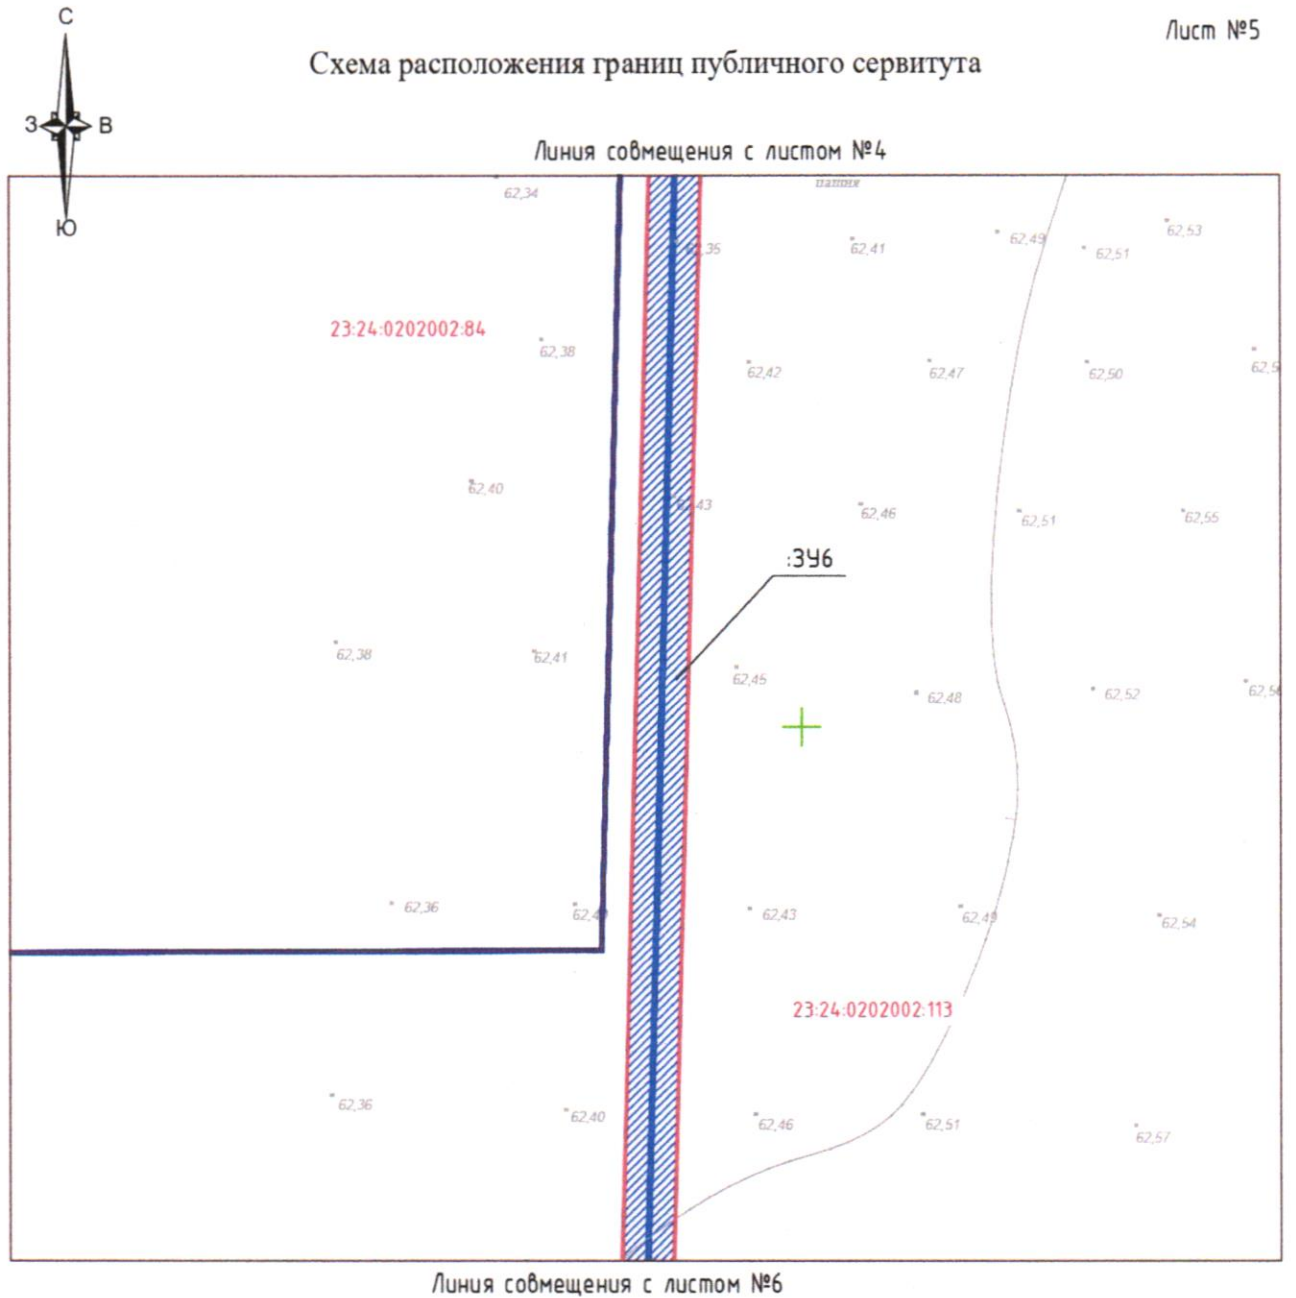 С
Лист №5
Схема расположения границ публичного сервитута
З В
Линия совмещения с листом №4
Ю
пашня
62,34
62,53
62,35 62,41 62,49 62,51
23:24:0202002:84
62,38
62,42 62,47 62,50
62,40
62,43 62,46 62,51 62,55
:ЗУ6
62,38 62,41
62,45 62,48 62,52
62,36
62,43 62,49 62,54
23:24:0202002:113
62,36 62,40 62,46 62,51 62,57
Линия совмещения с листом №6